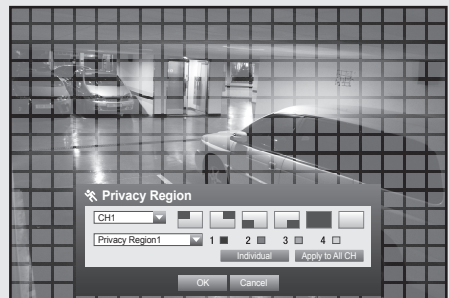 Privacy Region
CH1
Privacy Region1 1 2 3 4
Individual Apply to All CH
OK Cancel